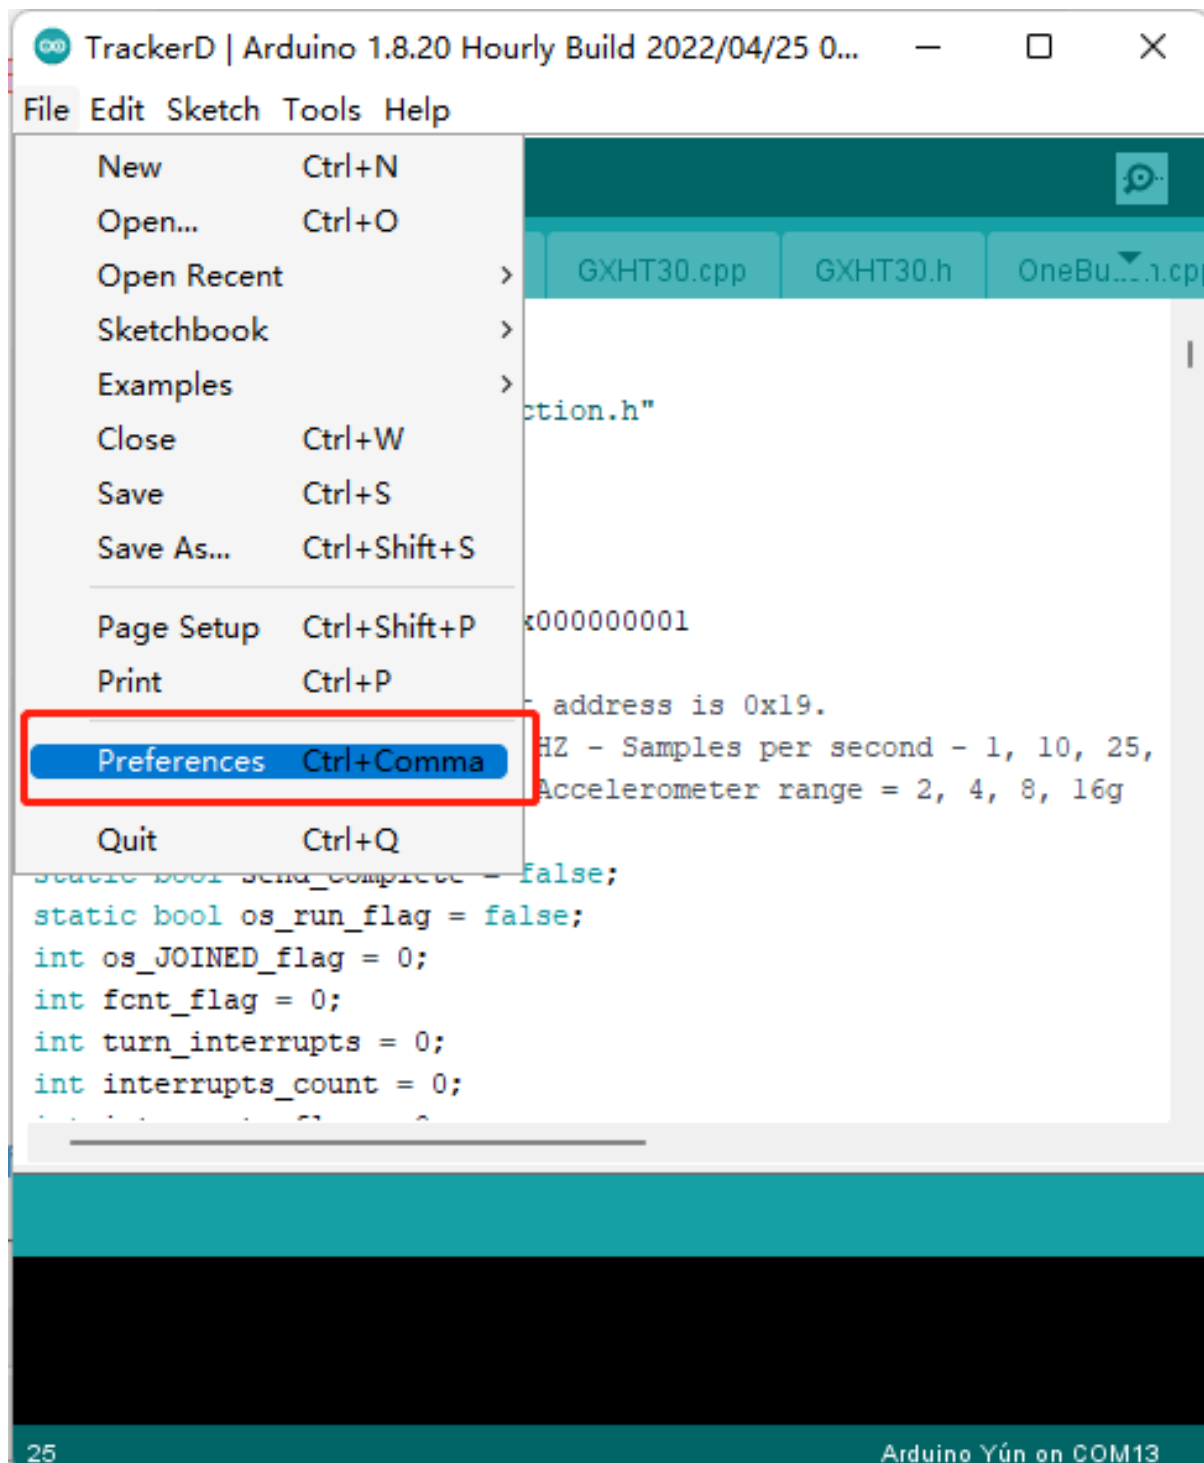 TrackerD | Arduino 1.8.20 Hourly Build 2022/04/25 0...
File Edit Sketch Tools Help
New Ctrl+N
Open... Ctrl+O
Open Recent
Sketchbook
Examples
Close Ctrl+W
Save Ctrl+S
Save As... Ctrl+Shift+S
Page Setup Ctrl+Shift+P
Print Ctrl+P
Preferences Ctrl+Comma
Quit Ctrl+Q
GXHT30.cpp GXHT30.h
ction.h"
x000000001
address is 0x19.
HZ - Samples per second - 1, 10, 25,
Accelerometer range = 2, 4, 8, 16g
static bool send_complete = false;
static bool os_run_flag = false;
int os_JOINED_flag = 0;
int fcnt_flag = 0;
int turn_interrupts = 0;
int interrupts_count = 0;
25 Arduino Yún on COM13